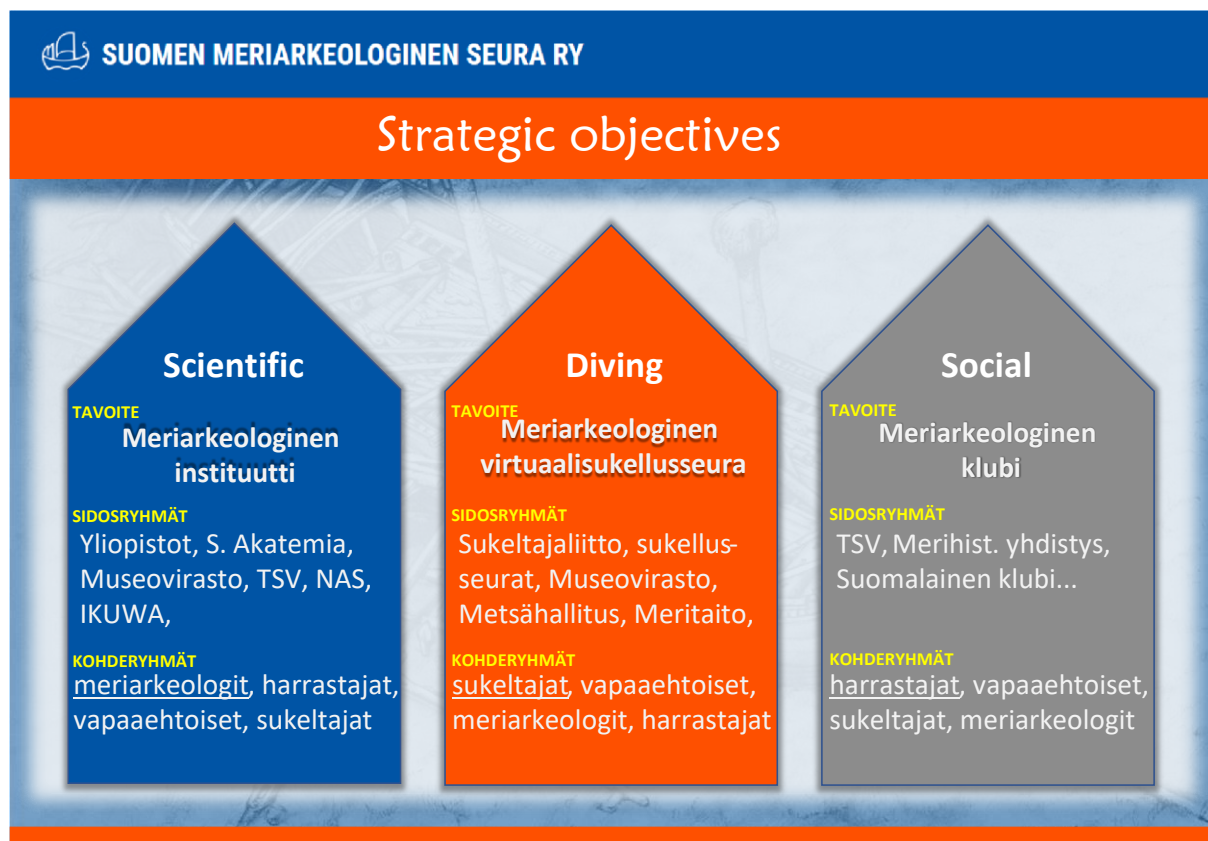 SUOMEN MERIARKEOLOGINEN SEURA RY
Strategic objectives
Scientific
TAVOITE
Meriarkeologinen
instituutti
SIDOSRYHMÄT
Yliopistot, S. Akatemia,
Museovirasto, TSV, NAS,
IKUWA,
KOHDERYHMÄT
meriarkeologit, harrastajat,
vapaaehtoiset, sukeltajat
Diving
TAVOITE
Meriarkeologinen
virtuaalisukellusseura
SIDOSRYHMÄT
Sukeltajaliitto, sukellus-
seurat, Museovirasto,
Metsähallitus, Meritaito,
KOHDERYHMÄT
sukeltajat, vapaaehtoiset,
meriarkeologit, harrastajat
Social
TAVOITE
Meriarkeologinen
klubi
SIDOSRYHMÄT
TSV, Merihist. yhdistys,
Suomalainen klubi...
KOHDERYHMÄT
harrastajat, vapaaehtoiset,
sukeltajat, meriarkeologit